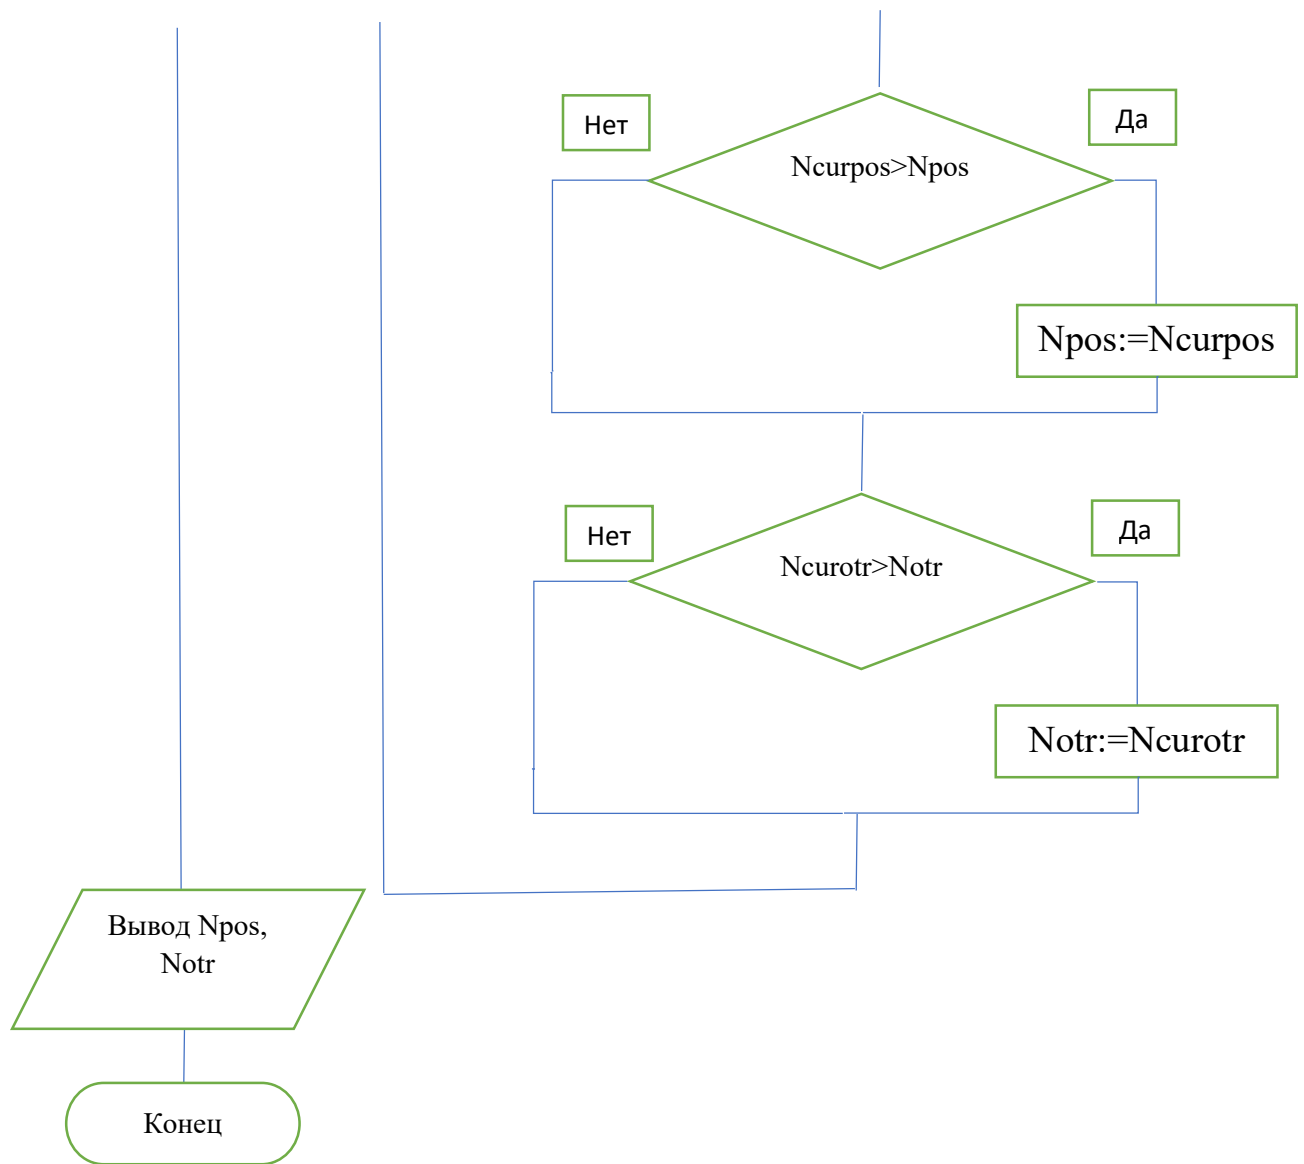 Нет
Да
Ncurpos>Npos
Npos:=Ncurpos
Нет
Да
Ncurotr>Notr
Notr:=Ncurotr
Вывод Npos,
Notr
Конец